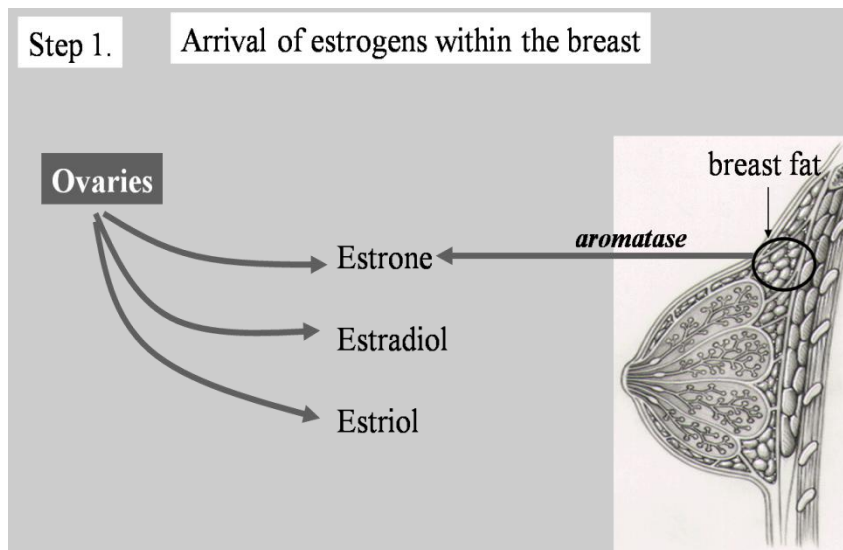 Step 1.
Arrival of estrogens within the breast
Ovaries
breast fat
aromatase
Estrone
Estradiol
Estriol